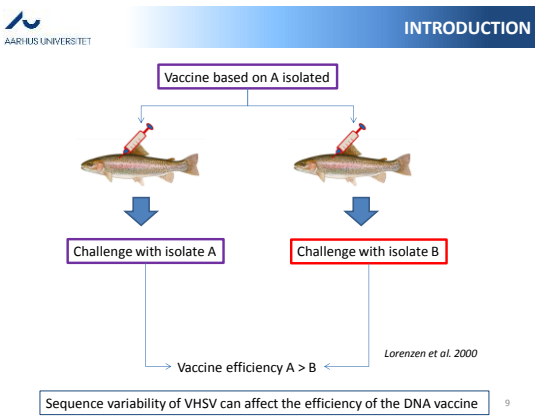 AARHUS UNIVERSITET
INTRODUCTION
Vaccine based on A isolated
Challenge with isolate A
Challenge with isolate B
Lorenzen et al. 2000
Vaccine efficiency A > B
Sequence variability of VHSV can affect the efficiency of the DNA vaccine
9